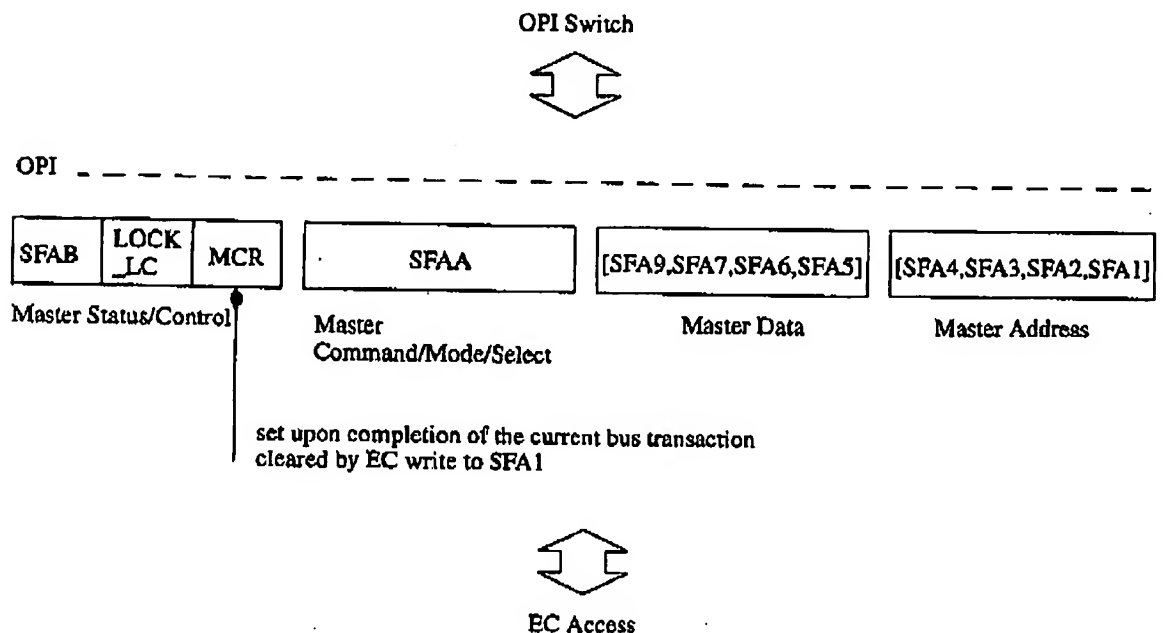 OPI Switch
OPI
SFAB
LOCK
_LC
MCR
SFAA
[SFA9,SFA7,SFA6,SFA5]
[SFA4,SFA3,SFA2,SFA1]
Master Status/Control
Master
Command/Mode/Select
Master Data
Master Address
set upon completion of the current bus transaction
cleared by EC write to SFA1
EC Access